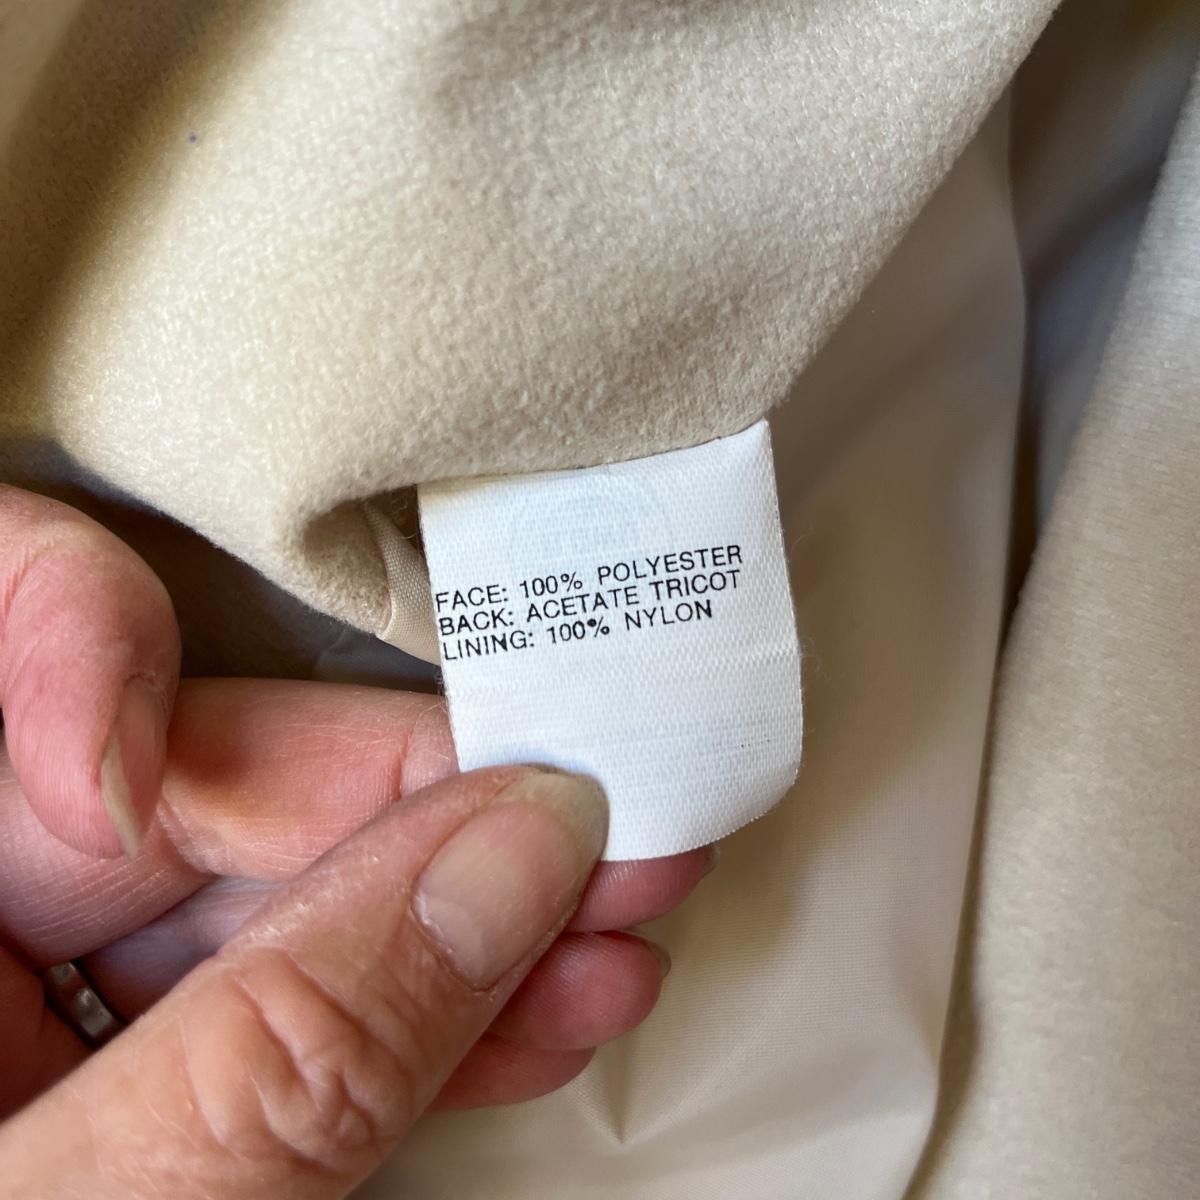 FACE: 100% POLYESTER
BACK: ACETATE TRICOT
LINING: 100% NYLON